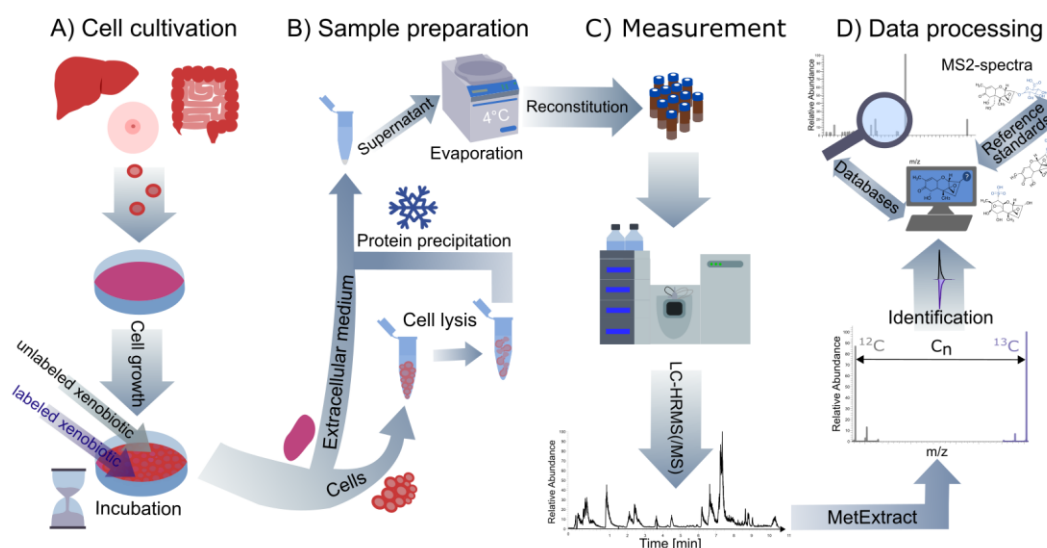 A) Cell cultivation
Cell growth
unlabeled xenobiotic
labeled xenobiotic
Incubation
B) Sample preparation
Supernatant
4°C
Evaporation
Reconstitution
Protein precipitation
Extracellular medium
Cell lysis
Cells
C) Measurement
LC-HRMS(/MS)
Relative Abundance
Time [min]
MetExtract
D) Data processing
MS2-spectra
Relative Abundance
m/z
Reference
standards
Databases
?
Identification
¹²C
Cₙ
¹³C
Relative Abundance
m/z